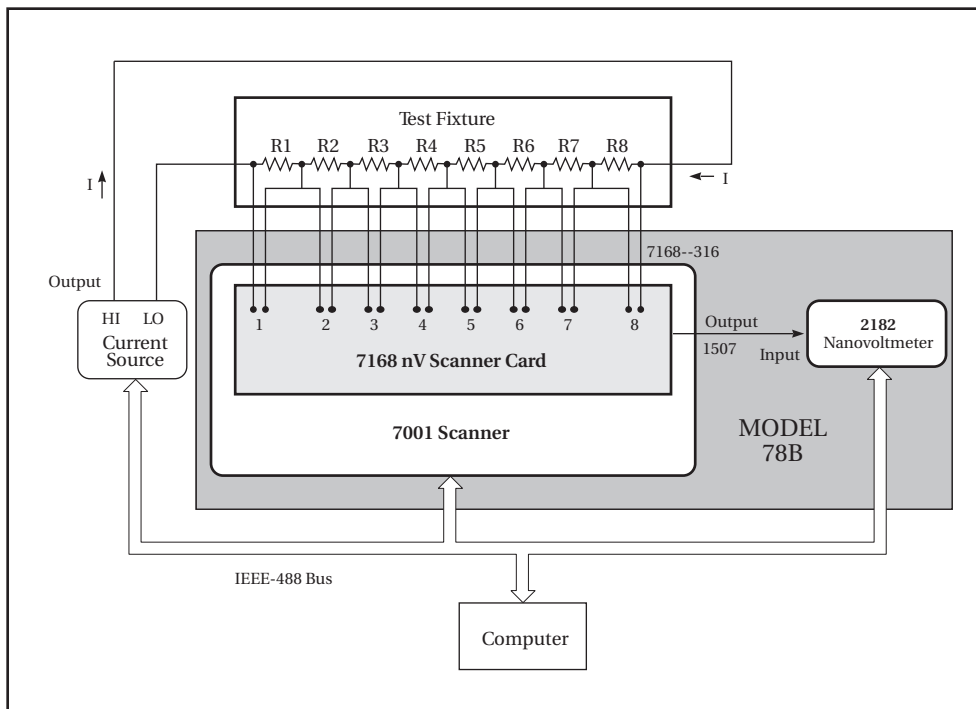 Test Fixture
R1 R2 R3 R4 R5 R6 R7 R8
I
I
7168--316
Output
HI LO
Current
Source
1 2 3 4 5 6 7 8
7168 nV Scanner Card
Output
1507
Input
2182
Nanovoltmeter
7001 Scanner
MODEL
78B
IEEE-488 Bus
Computer